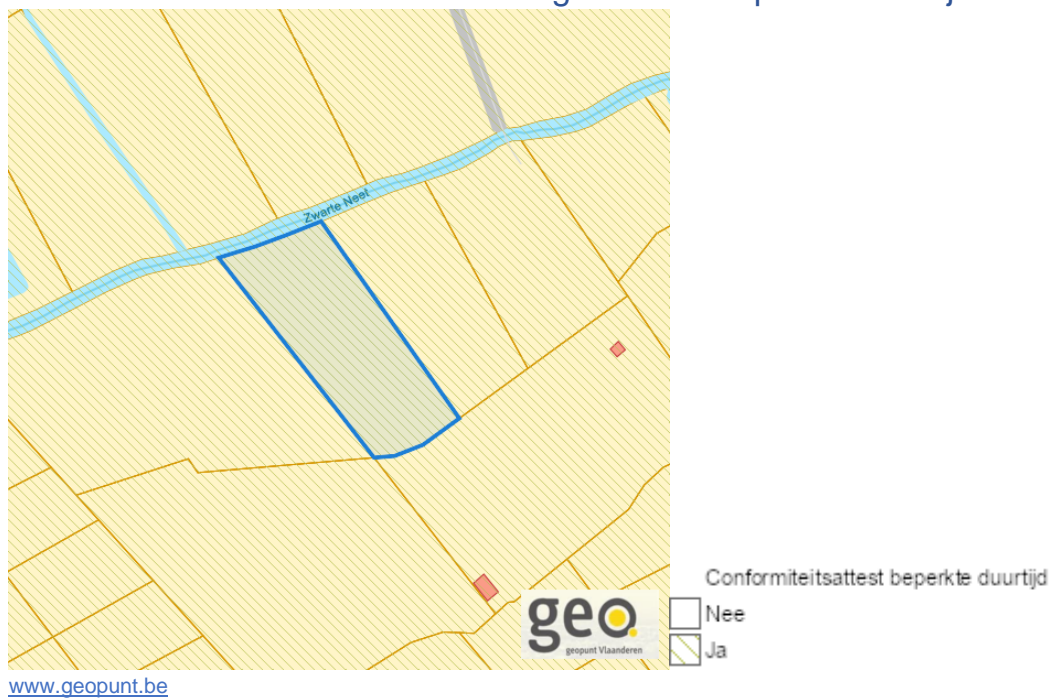 Zwarte Neet
geo.
geopunt Vlaanderen
Conformiteitsattest beperkte duurtijd
Nee
Ja
www.geopunt.be